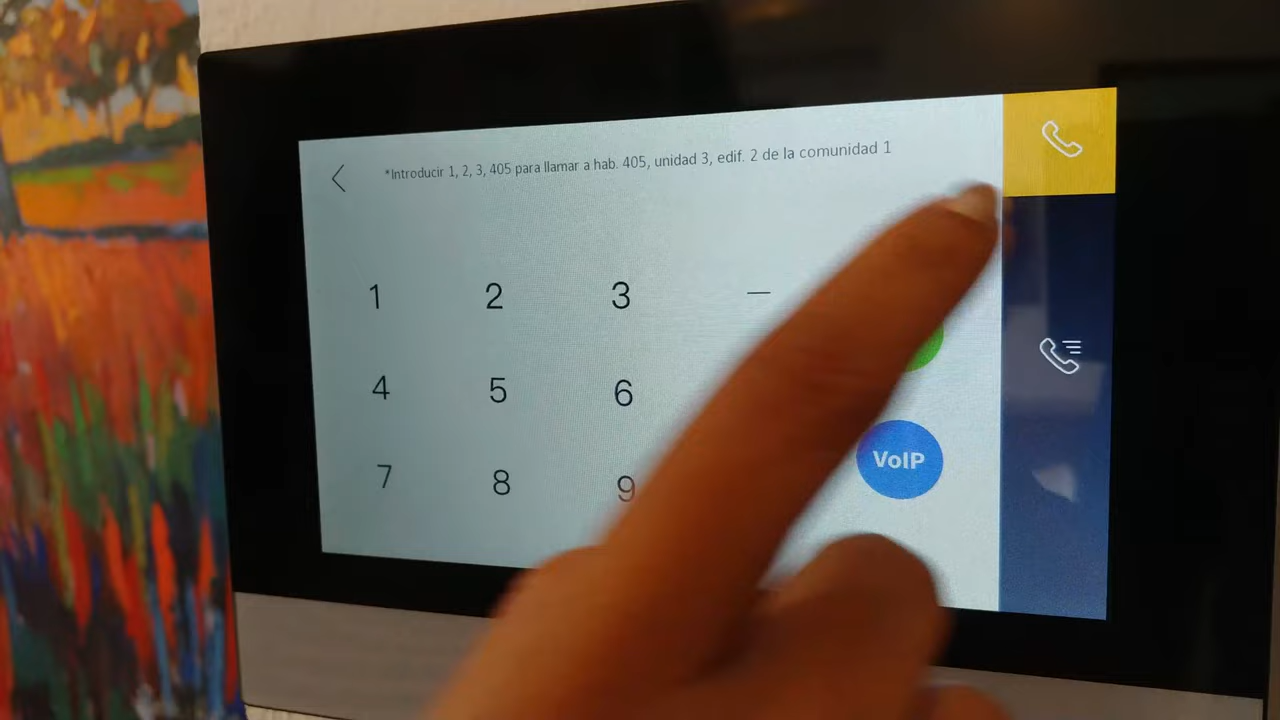 *Introducir 1, 2, 3, 405 para llamar a hab. 405, unidad 3, edif. 2 de la comunidad 1
1 2 3 —
4 5 6
7 8 9 VoIP